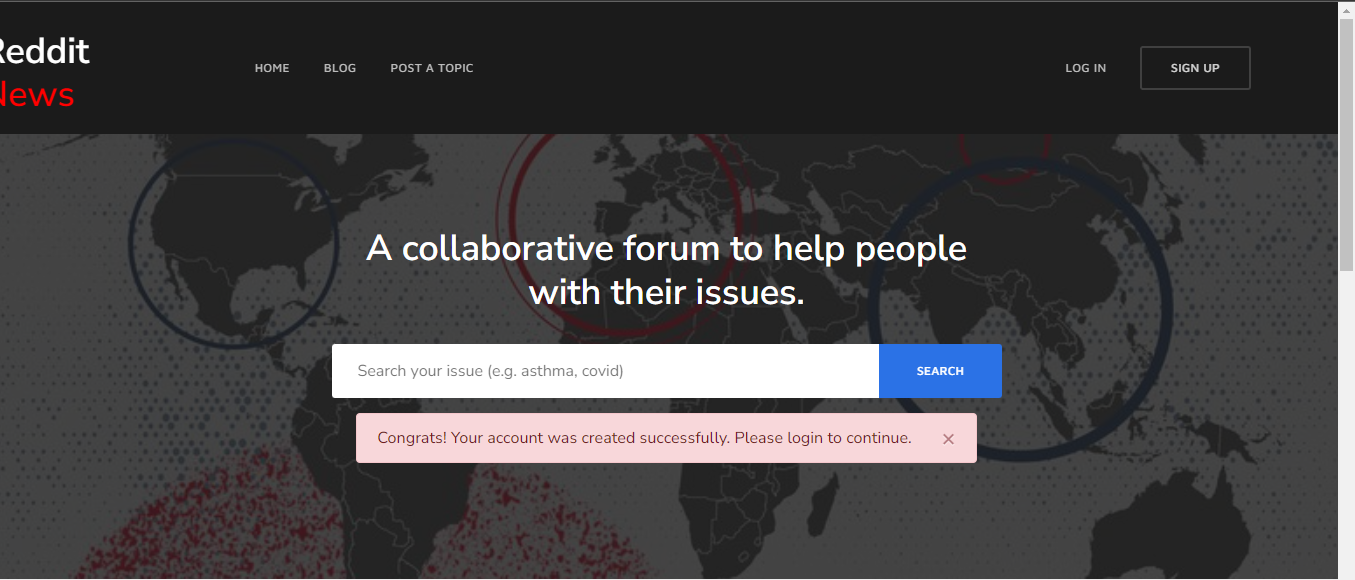 Reddit
News
HOME BLOG POST A TOPIC LOG IN SIGN UP
A collaborative forum to help people
with their issues.
Search your issue (e.g. asthma, covid) SEARCH
Congrats! Your account was created successfully. Please login to continue. ×